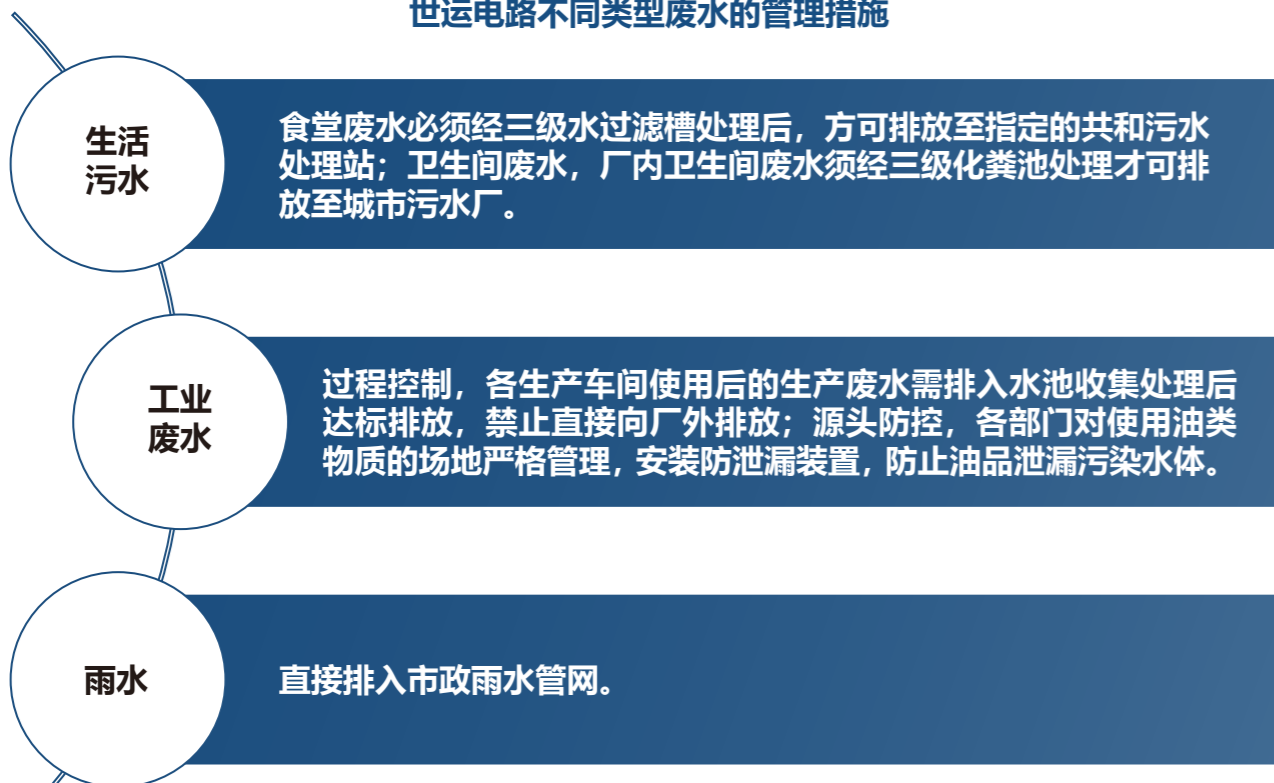 世运电路不同类型废水的管理措施
生活
污水
食堂废水必须经三级水过滤槽处理后，方可排放至指定的共和污水
处理站；卫生间废水，厂内卫生间废水须经三级化粪池处理才可排
放至城市污水厂。
工业
废水
过程控制，各生产车间使用后的生产废水需排入水池收集处理后
达标排放，禁止直接向厂外排放；源头防控，各部门对使用油类
物质的场地严格管理，安装防泄漏装置，防止油品泄漏污染水体。
雨水
直接排入市政雨水管网。